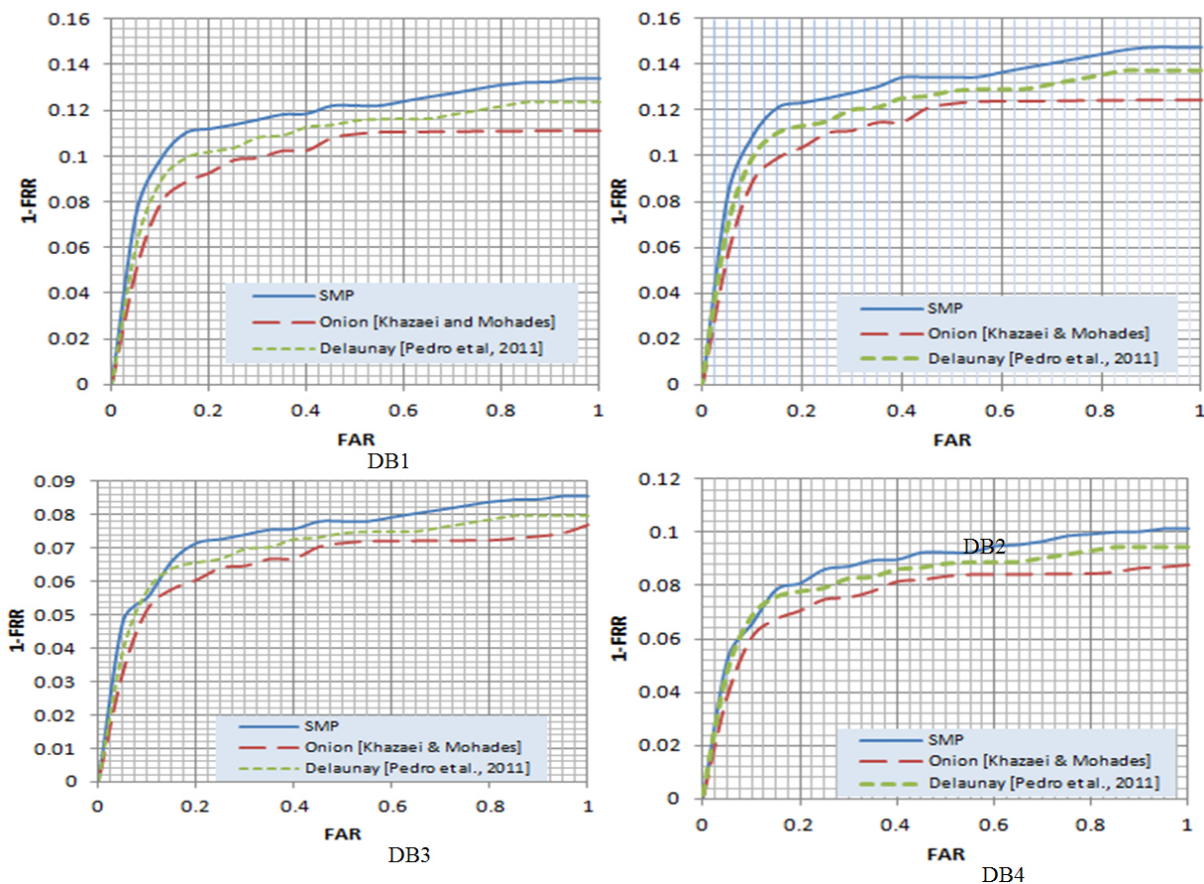 0.16
0.14
0.12
0.1
0.08
0.06
0.04
0.02
0
1-FRR
SMP
Onion [Khazaei and Mohades]
Delaunay [Pedro et al, 2011]
0 0.2 0.4 0.6 0.8 1
FAR
DB1
0.16
0.14
0.12
0.1
0.08
0.06
0.04
0.02
0
1-FRR
SMP
Onion [Khazaei & Mohades]
Delaunay [Pedro et al., 2011]
0 0.2 0.4 0.6 0.8 1
FAR
0.09
0.08
0.07
0.06
0.05
0.04
0.03
0.02
0.01
0
1-FRR
SMP
Onion [Khazaei & Mohades]
Delaunay [Pedro et al., 2011]
0 0.2 0.4 0.6 0.8 1
FAR
DB3
0.12
0.1
0.08
0.06
0.04
0.02
0
1-FRR
DB2
SMP
Onion [Khazaei & Mohades]
Delaunay [Pedro et al., 2011]
0 0.2 0.4 0.6 0.8 1
FAR
DB4